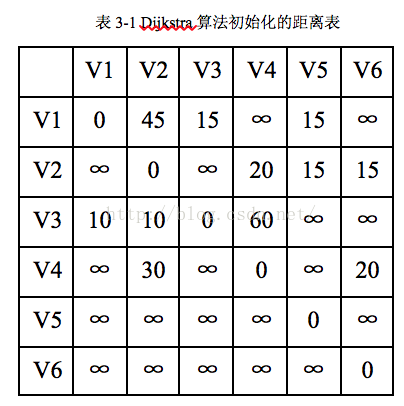 表 3-1 Dijkstra 算法初始化的距离表
V1 V2 V3 V4 V5 V6
V1 0 45 15 ∞ 15 ∞
V2 ∞ 0 ∞ 20 15 15
V3 10 10 0 60 ∞ ∞
http://blog.csdn.net/
V4 ∞ 30 ∞ 0 ∞ 20
V5 ∞ ∞ ∞ ∞ 0 ∞
V6 ∞ ∞ ∞ ∞ ∞ 0